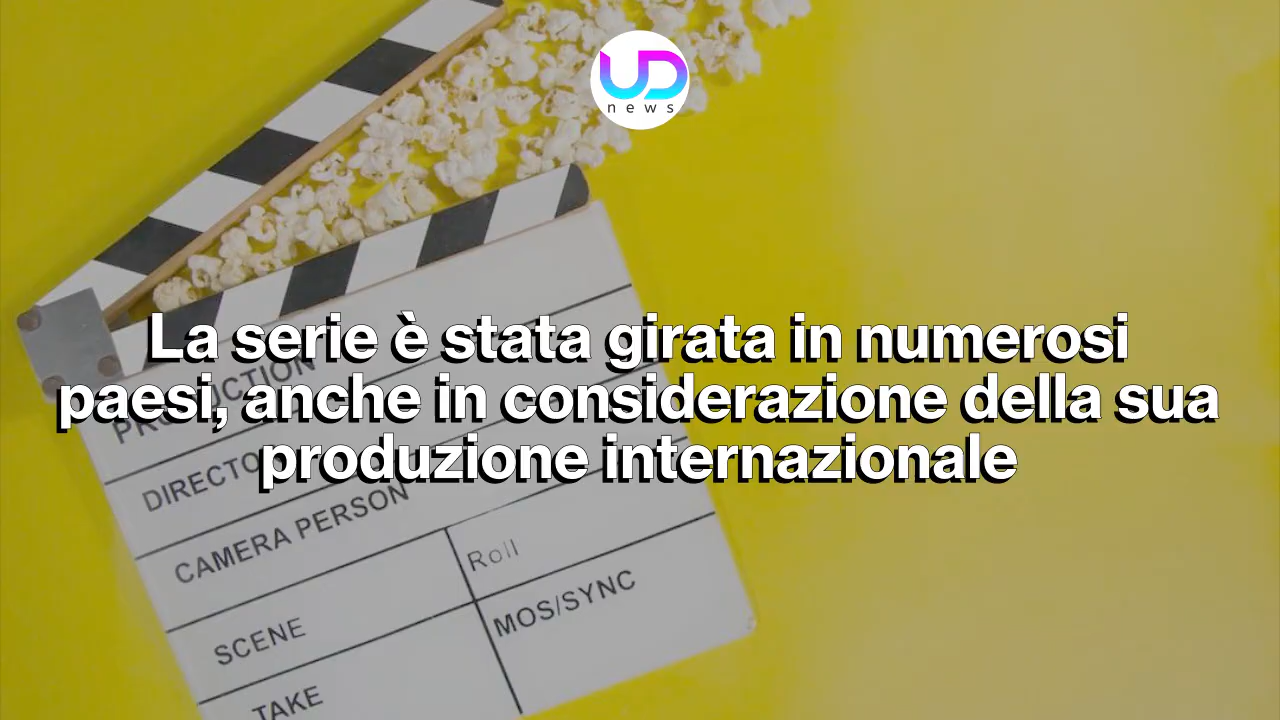 UD
news
La serie è stata girata in numerosi
paesi, anche in considerazione della sua
produzione internazionale
PRODUCTION
DIRECTO
CAMERA PERSON
Roll
SCENE
MOS/SYNC
TAKE